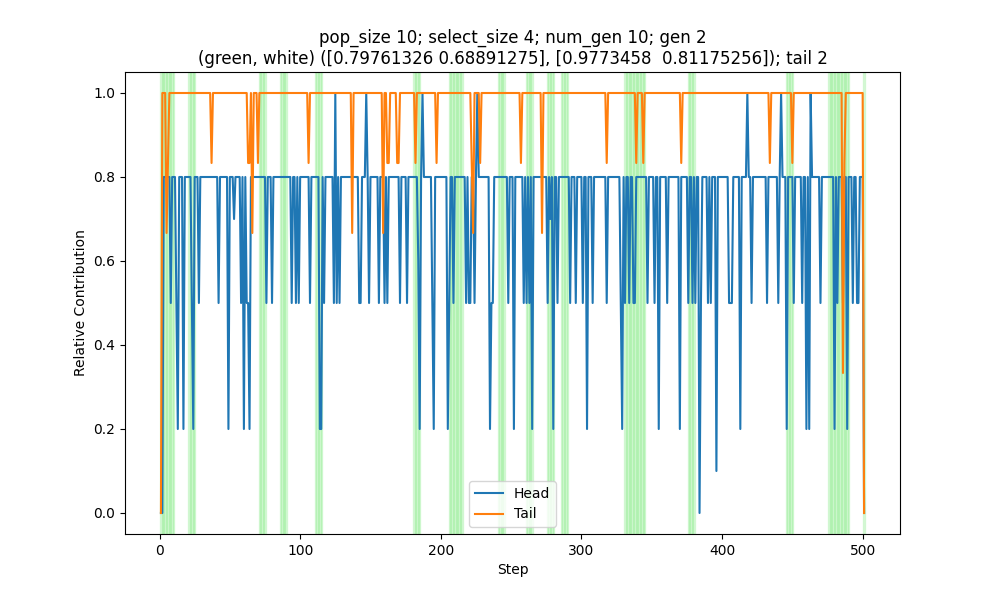 pop_size 10; select_size 4; num_gen 10; gen 2
(green, white) ([0.79761326 0.68891275], [0.9773458  0.81175256]); tail 2
1.0
0.8
0.6
0.4
0.2
0.0
Relative Contribution
Head
Tail
0
100
200
300
400
500
Step